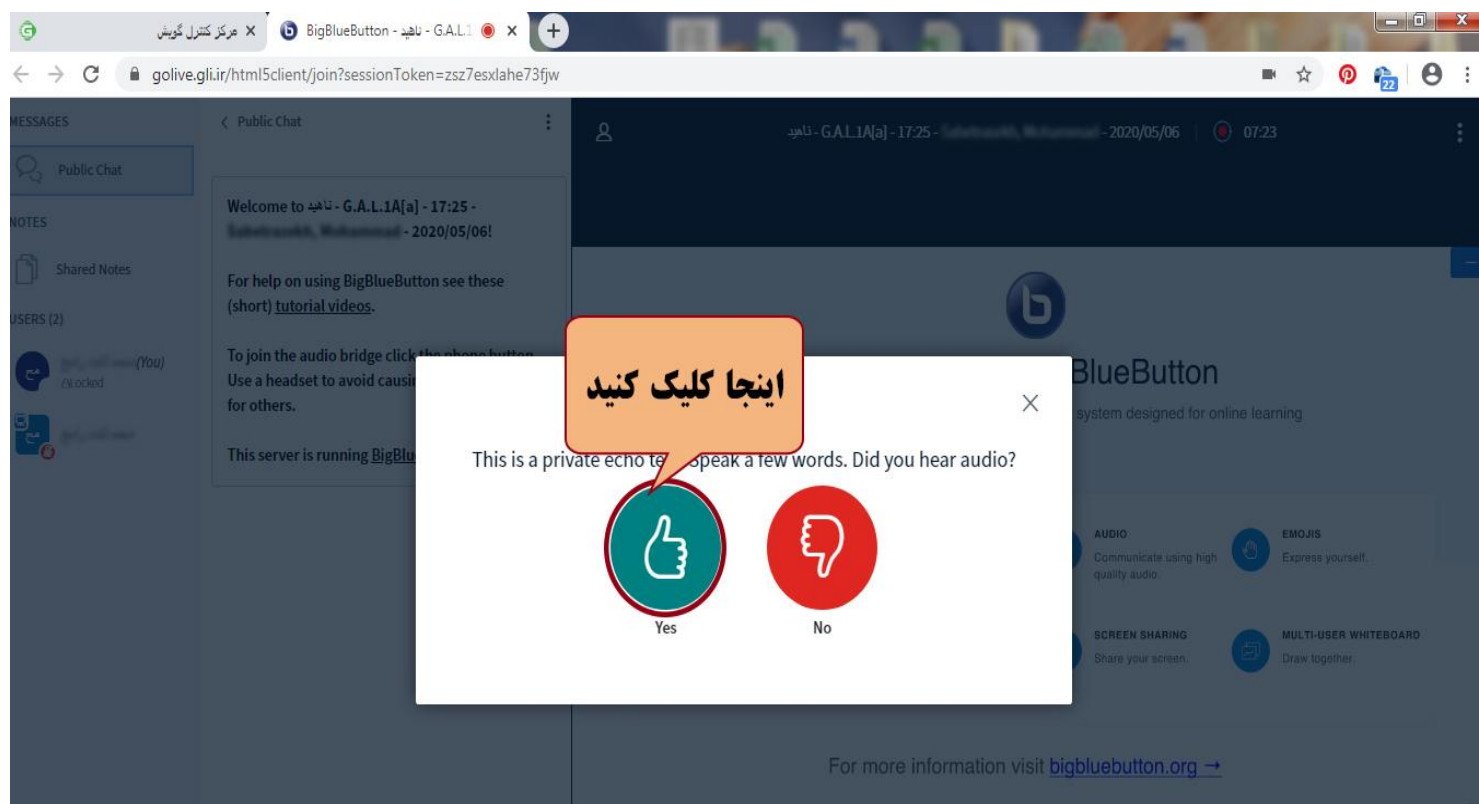 مرکز کنترل گویش
BigBlueButton - ناهید - G.A.L.1
golive.gli.ir/html5client/join?sessionToken=zsz7esxlahe73fjw
22
MESSAGES
Public Chat
NOTES
Shared Notes
USERS (2)
(You)
Locked
Public Chat
Welcome to ناهید - G.A.L.1A[a] - 17:25 -
- 2020/05/06!
For help on using BigBlueButton see these
(short) tutorial videos.
To join the audio bridge click the phone button.
Use a headset to avoid causi
for others.
This server is running BigBlu
ناهید - G.A.L.1A[a] - 17:25 - - 2020/05/06
07:23
BlueButton
system designed for online learning
اینجا کلیک کنید
This is a private echo te Speak a few words. Did you hear audio?
Yes
No
AUDIO
Communicate using high
quality audio.
EMOJIS
Express yourself.
SCREEN SHARING
Share your screen.
MULTI-USER WHITEBOARD
Draw together.
For more information visit bigbluebutton.org →